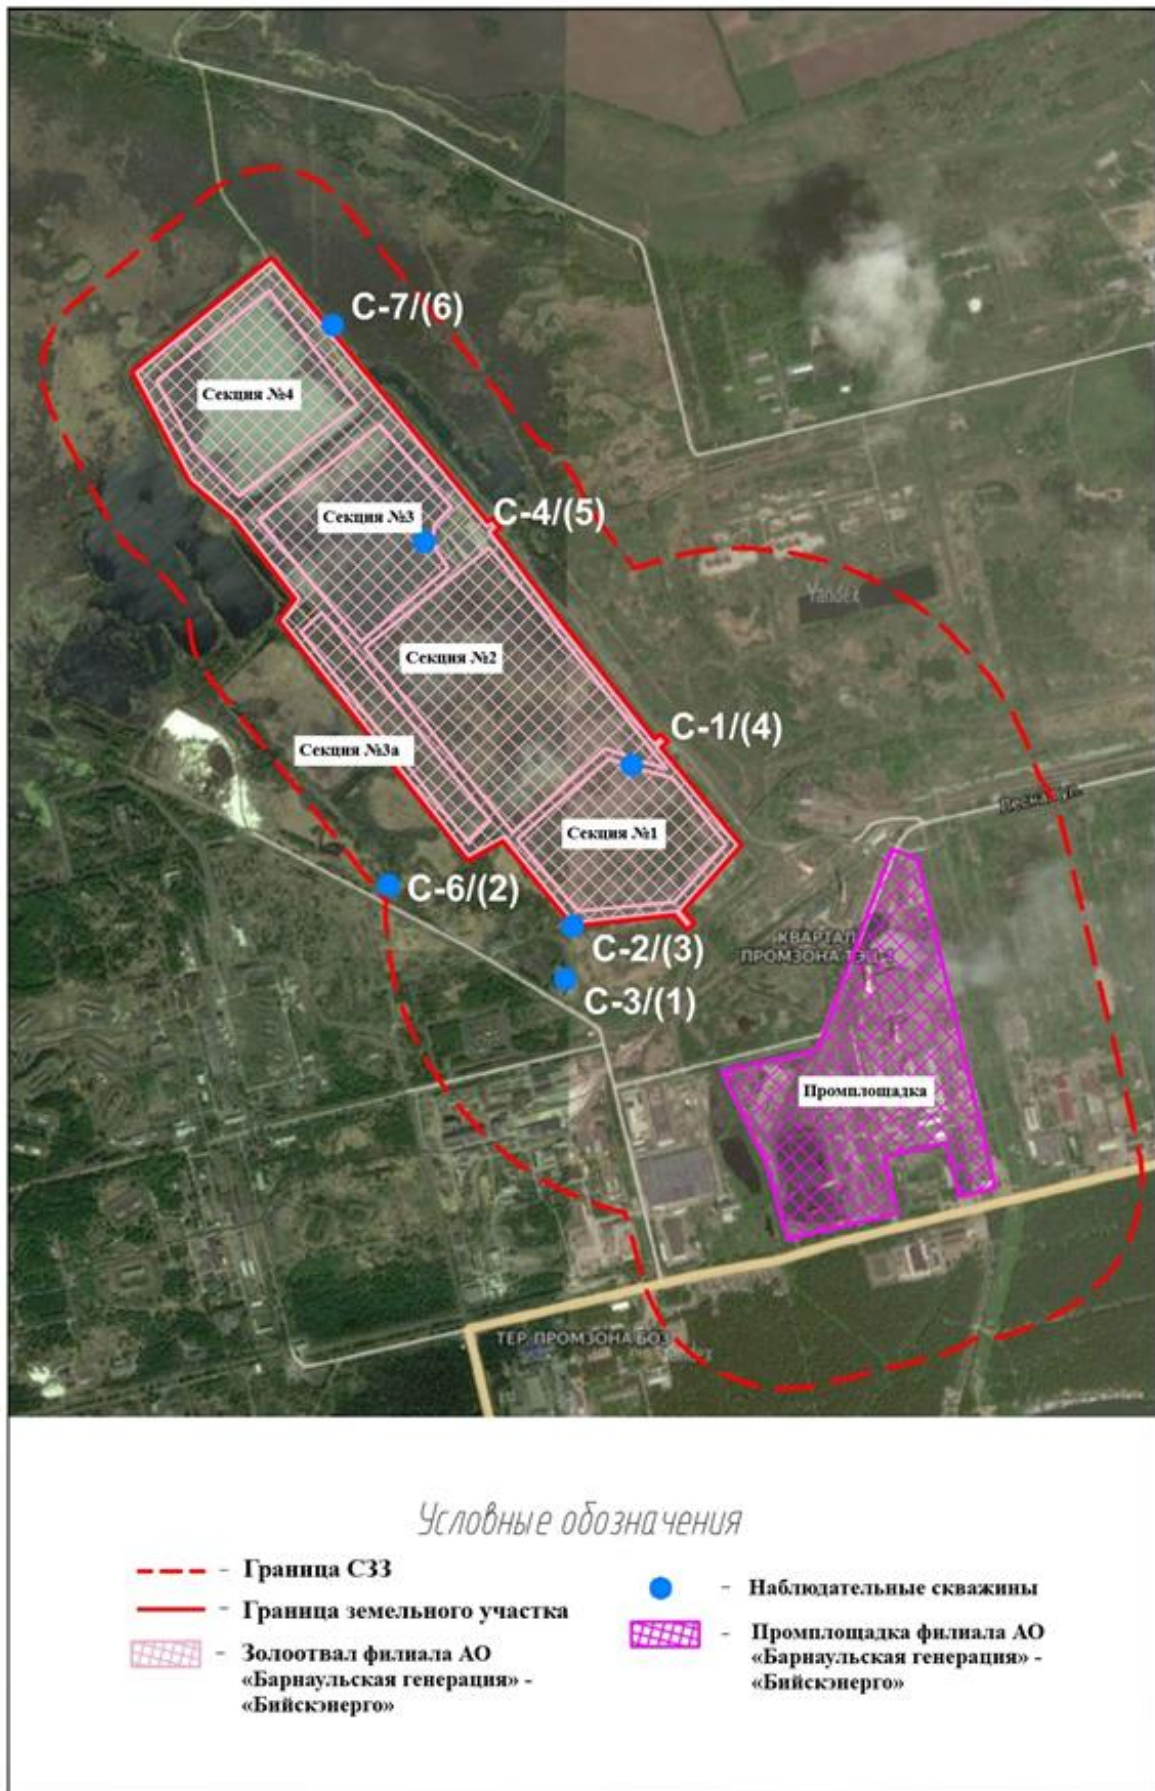 С-7/(6)
Секция №4
Секция №3
С-4/(5)
Yandex
Секция №2
С-1/(4)
Секция №3а
Секция №1
С-6/(2)
С-2/(3)
КВАРТАЛ
ПРОМЗОНА
С-3/(1)
Промплощадка
ТЕР. ПРОМЗОНА БОЗ
Условные обозначения
- Граница СЗЗ
- Граница земельного участка
- Золоотвал филиала АО
«Барнаульская генерация» -
«Бийскэнерго»
- Наблюдательные скважины
- Промплощадка филиала АО
«Барнаульская генерация» -
«Бийскэнерго»